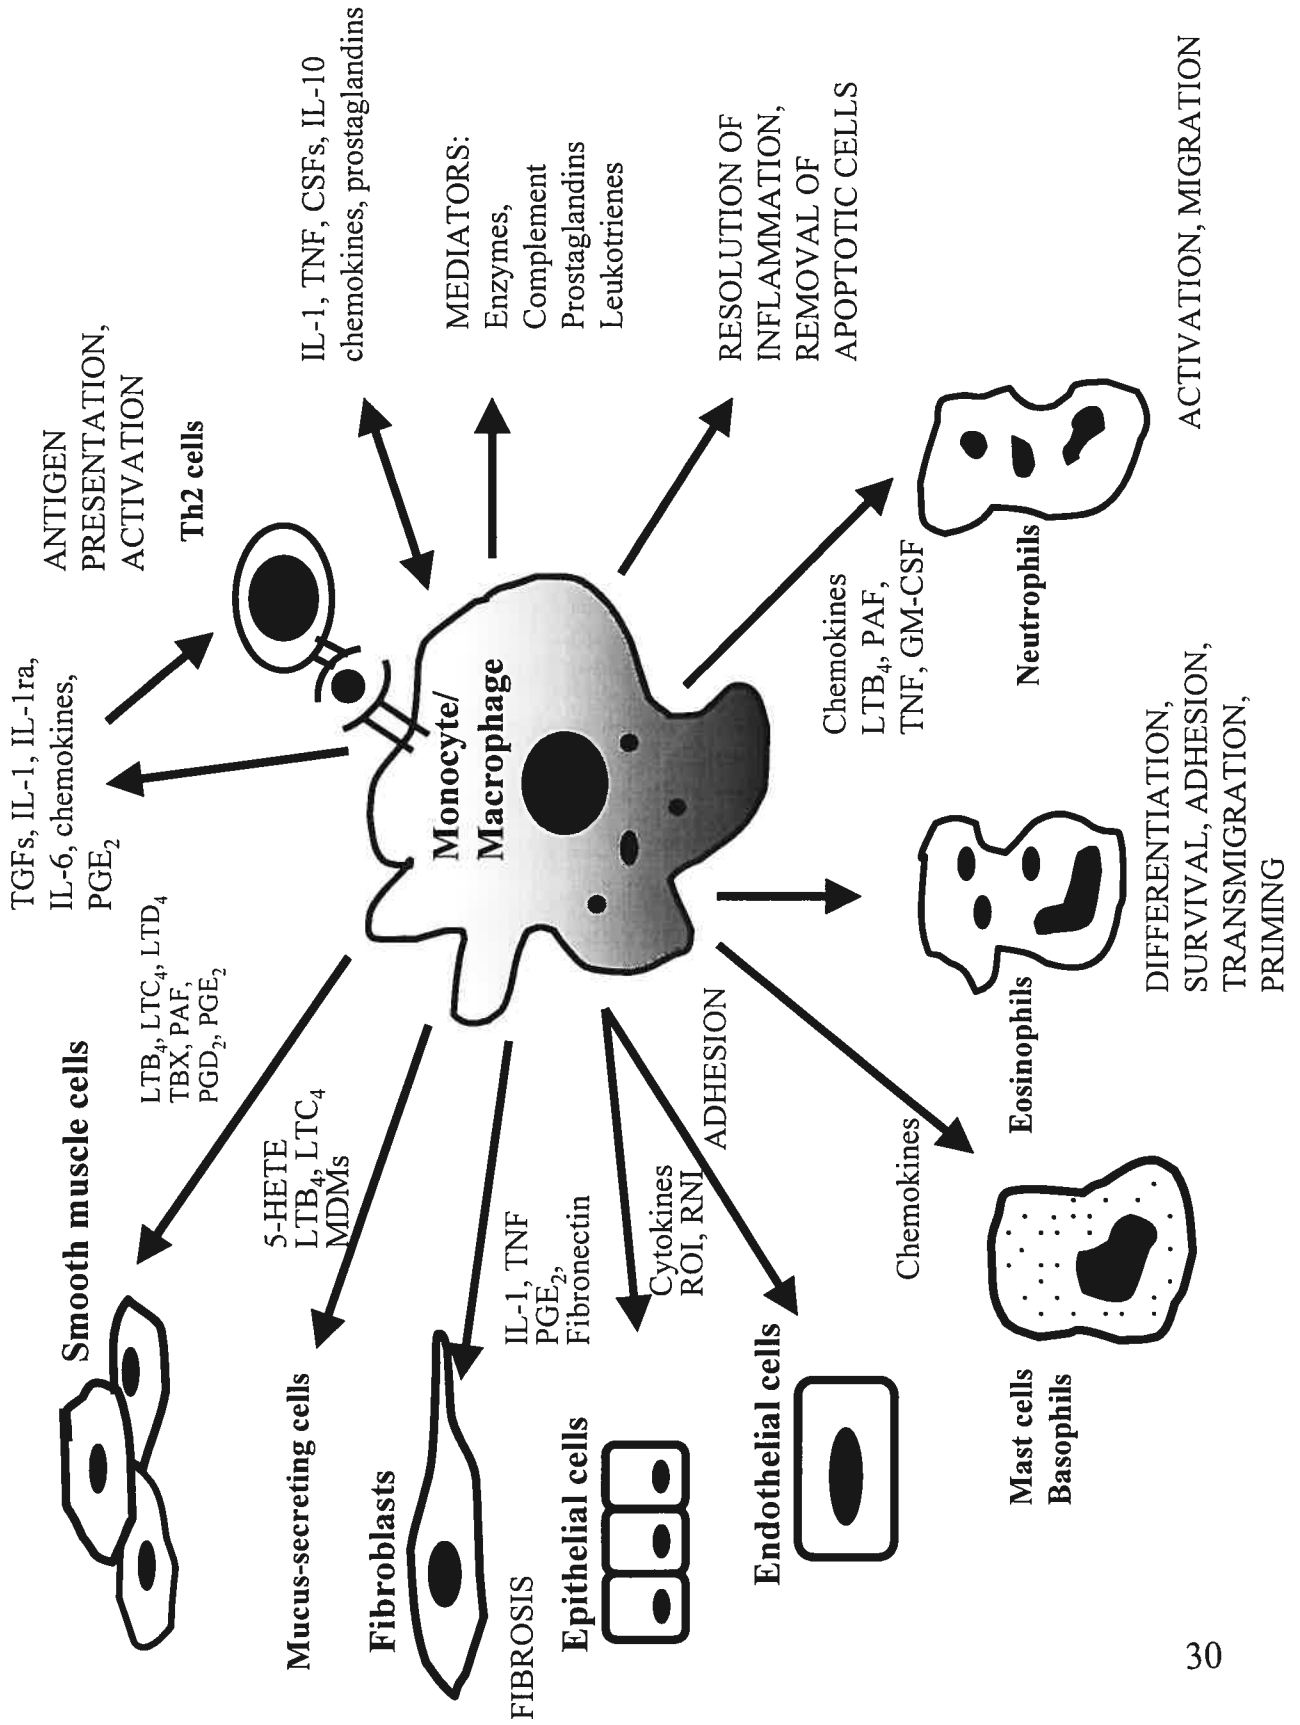 Smooth muscle cells
LTB4, LTC4, LTD4
TBX, PAF,
PGD2, PGE2
TGFs, IL-1, IL-1ra,
IL-6, chemokines,
PGE2
ANTIGEN
PRESENTATION,
ACTIVATION
Th2 cells
IL-1, TNF, CSFs, IL-10
chemokines, prostaglandins
MEDIATORS:
Enzymes,
Complement
Prostaglandins
Leukotrienes
RESOLUTION OF
INFLAMMATION,
REMOVAL OF
APOPTOTIC CELLS
Monocyte/
Macrophage
Mucus-secreting cells
5-HETE
LTB4, LTC4
MDMs
Fibroblasts
FIBROSIS
IL-1, TNF
PGE2,
Fibronectin
Epithelial cells
Cytokines
ROI, RNI
ADHESION
Endothelial cells
Chemokines
Mast cells
Basophils
Eosinophils
DIFFERENTIATION,
SURVIVAL, ADHESION,
TRANSMIGRATION,
PRIMING
Chemokines
LTB4, PAF,
TNF, GM-CSF
Neutrophils
ACTIVATION, MIGRATION
30